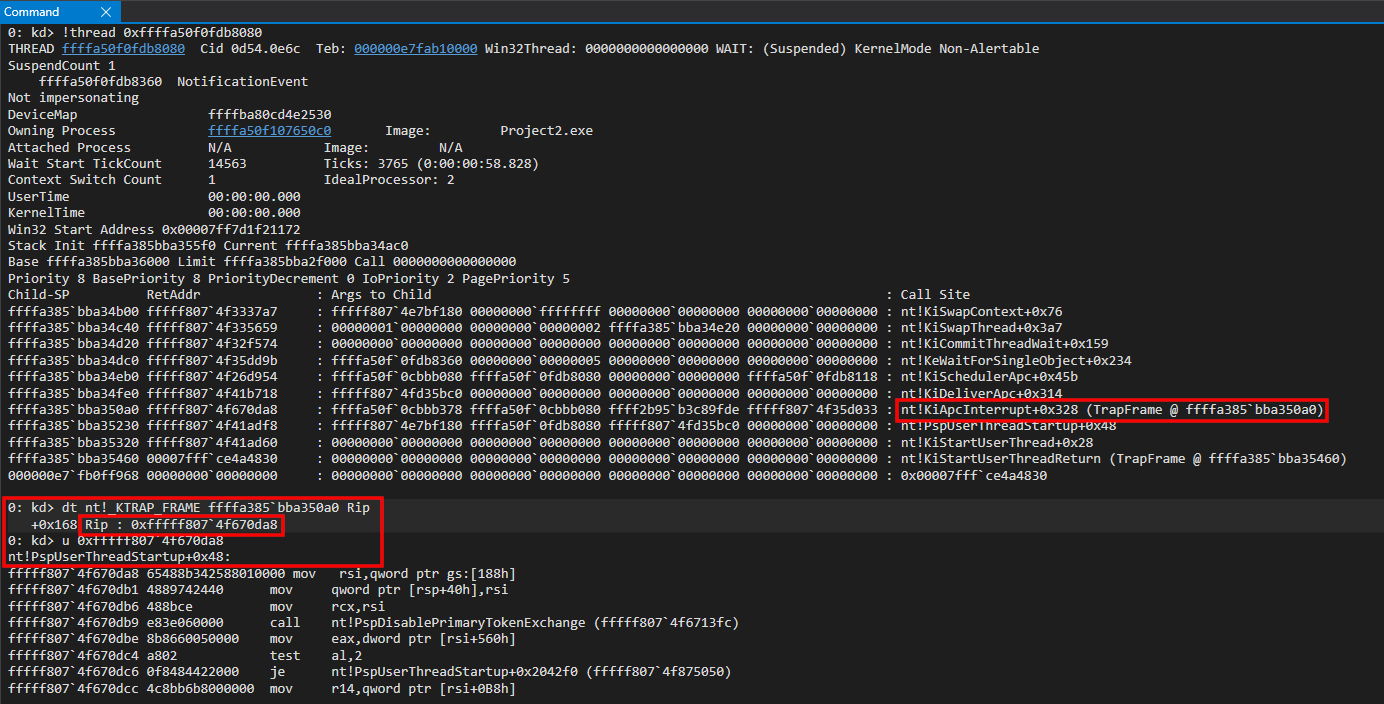 Command
0: kd> !thread 0xffffa50f0fdb8080
THREAD ffffa50f0fdb8080  Cid 0d54.0e6c  Teb: 000000e7fab10000 Win32Thread: 0000000000000000 WAIT: (Suspended) KernelMode Non-Alertable
SuspendCount 1
    ffffa50f0fdb8360  NotificationEvent
Not impersonating
DeviceMap                 ffffba80cd4e2530
Owning Process            ffffa50f107650c0       Image:         Project2.exe
Attached Process          N/A            Image:         N/A
Wait Start TickCount      14563          Ticks: 3765 (0:00:00:58.828)
Context Switch Count      1              IdealProcessor: 2
UserTime                  00:00:00.000
KernelTime                00:00:00.000
Win32 Start Address 0x00007ff7d1f21172
Stack Init ffffa385bba355f0 Current ffffa385bba34ac0
Base ffffa385bba36000 Limit ffffa385bba2f000 Call 0000000000000000
Priority 8 BasePriority 8 PriorityDecrement 0 IoPriority 2 PagePriority 5
Child-SP          RetAddr               : Args to Child                                                           : Call Site
ffffa385`bba34b00 fffff807`4f3337a7     : fffff807`4e7bf180 00000000`ffffffff 00000000`00000000 00000000`00000000 : nt!KiSwapContext+0x76
ffffa385`bba34c40 fffff807`4f335659     : 00000001`00000000 00000000`00000002 ffffa385`bba34e20 00000000`00000000 : nt!KiSwapThread+0x3a7
ffffa385`bba34d20 fffff807`4f32f574     : 00000000`00000000 00000000`00000000 00000000`00000000 00000000`00000000 : nt!KiCommitThreadWait+0x159
ffffa385`bba34dc0 fffff807`4f35dd9b     : ffffa50f`0fdb8360 00000000`00000005 00000000`00000000 00000000`00000000 : nt!KeWaitForSingleObject+0x234
ffffa385`bba34eb0 fffff807`4f26d954     : ffffa50f`0cbbb080 ffffa50f`0fdb8080 00000000`00000000 ffffa50f`0fdb8118 : nt!KiSchedulerApc+0x45b
ffffa385`bba34fe0 fffff807`4f41b718     : fffff807`4fd35bc0 00000000`00000000 00000000`00000000 00000000`00000000 : nt!KiDeliverApc+0x314
ffffa385`bba350a0 fffff807`4f670da8     : ffffa50f`0cbbb378 ffffa50f`0cbbb080 ffff2b95`b3c89fde fffff807`4f35d033 : nt!KiApcInterrupt+0x328 (TrapFrame @ ffffa385`bba350a0)
ffffa385`bba35230 fffff807`4f41adf8     : fffff807`4e7bf180 ffffa50f`0fdb8080 fffff807`4fd35bc0 00000000`00000000 : nt!PspUserThreadStartup+0x48
ffffa385`bba35320 fffff807`4f41ad60     : 00000000`00000000 00000000`00000000 00000000`00000000 00000000`00000000 : nt!KiStartUserThread+0x28
ffffa385`bba35460 00007fff`ce4a4830     : 00000000`00000000 00000000`00000000 00000000`00000000 00000000`00000000 : nt!KiStartUserThreadReturn (TrapFrame @ ffffa385`bba35460)
000000e7`fb0ff968 00000000`00000000     : 00000000`00000000 00000000`00000000 00000000`00000000 00000000`00000000 : 0x00007fff`ce4a4830
0: kd> dt nt!_KTRAP_FRAME ffffa385`bba350a0 Rip
   +0x168 Rip : 0xfffff807`4f670da8
0: kd> u 0xfffff807`4f670da8
nt!PspUserThreadStartup+0x48:
fffff807`4f670da8 65488b342588010000 mov   rsi,qword ptr gs:[188h]
fffff807`4f670db1 4889742440      mov     qword ptr [rsp+40h],rsi
fffff807`4f670db6 488bce          mov     rcx,rsi
fffff807`4f670db9 e83e060000      call    nt!PspDisablePrimaryTokenExchange (fffff807`4f6713fc)
fffff807`4f670dbe 8b8660050000    mov     eax,dword ptr [rsi+560h]
fffff807`4f670dc4 a802            test    al,2
fffff807`4f670dc6 0f8484422000    je      nt!PspUserThreadStartup+0x2042f0 (fffff807`4f875050)
fffff807`4f670dcc 4c8bb6b8000000  mov     r14,qword ptr [rsi+0B8h]